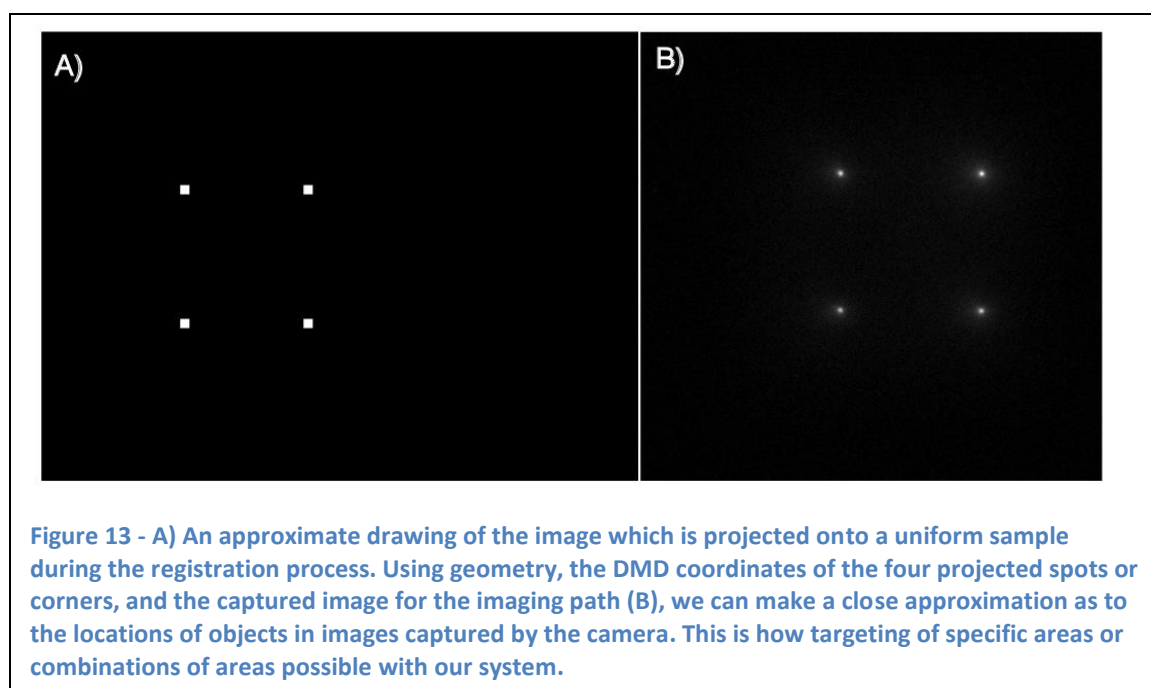 A)
B)
Figure 13 - A) An approximate drawing of the image which is projected onto a uniform sample
during the registration process. Using geometry, the DMD coordinates of the four projected spots or
corners, and the captured image for the imaging path (B), we can make a close approximation as to
the locations of objects in images captured by the camera. This is how targeting of specific areas or
combinations of areas possible with our system.